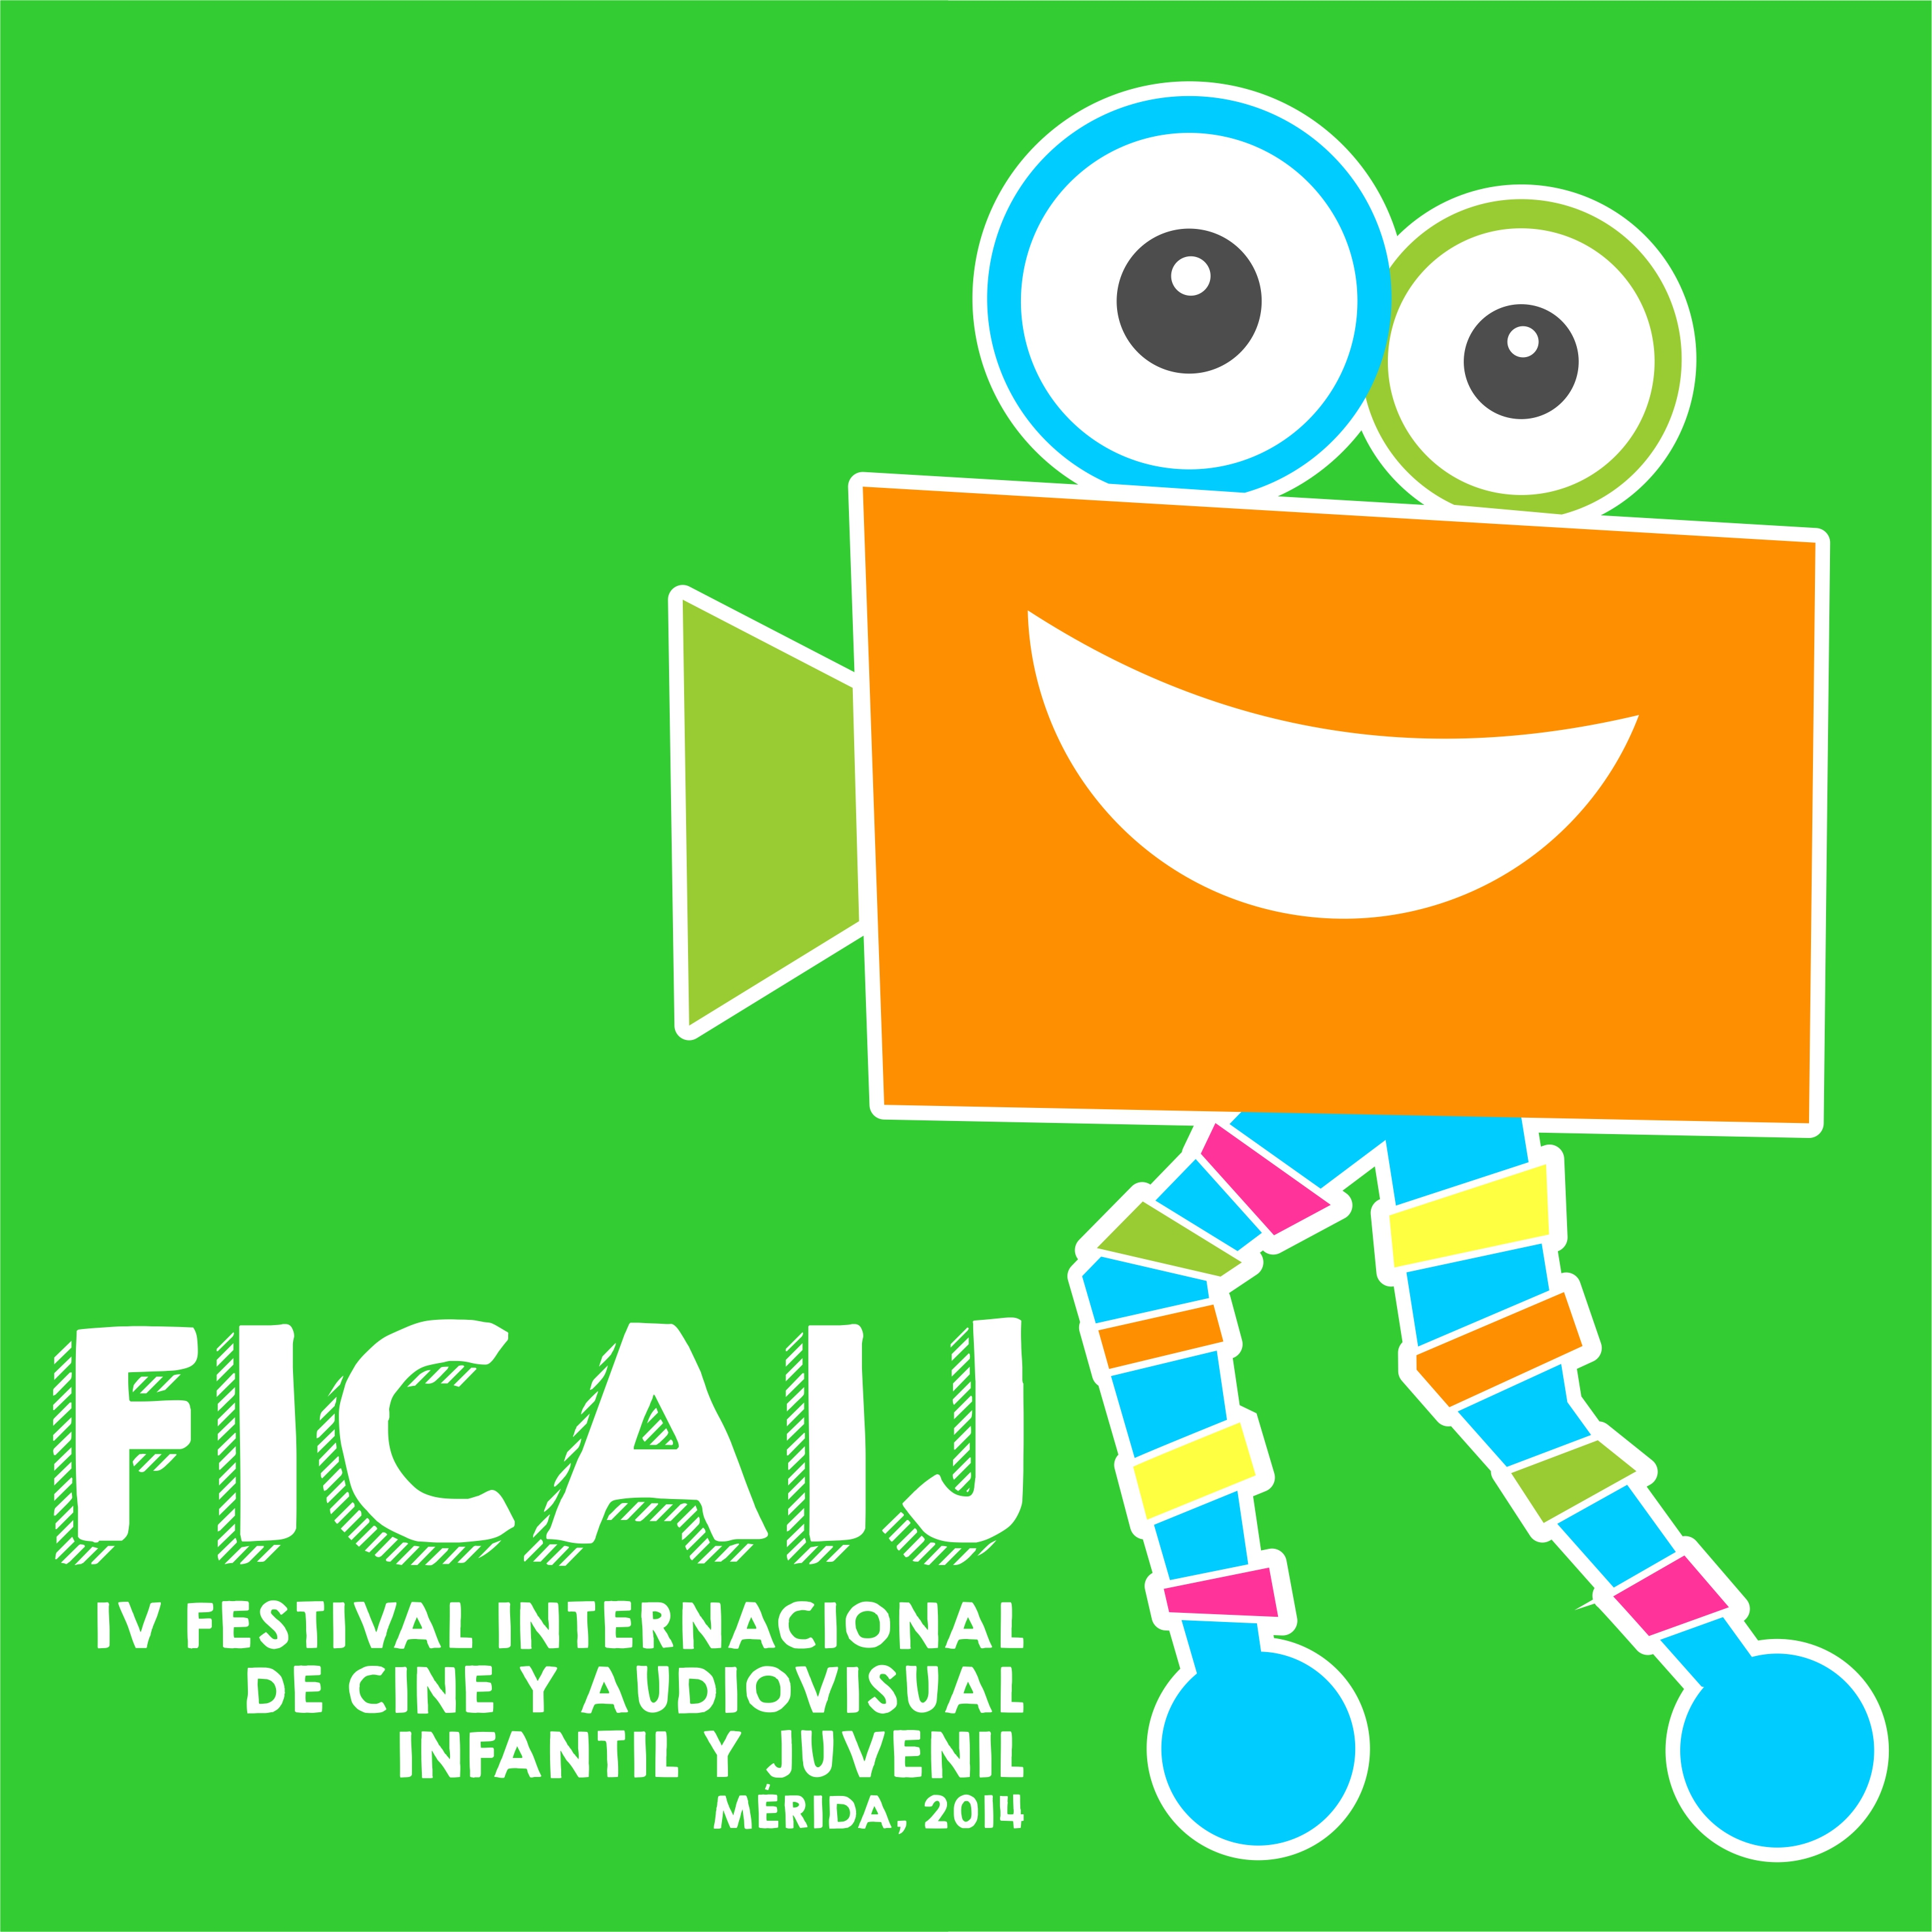 FICAIJ
IV FESTIVAL INTERNACIONAL
DE CINE Y AUDIOVISUAL
INFANTIL Y JUVENIL
MÉRIDA, 2014